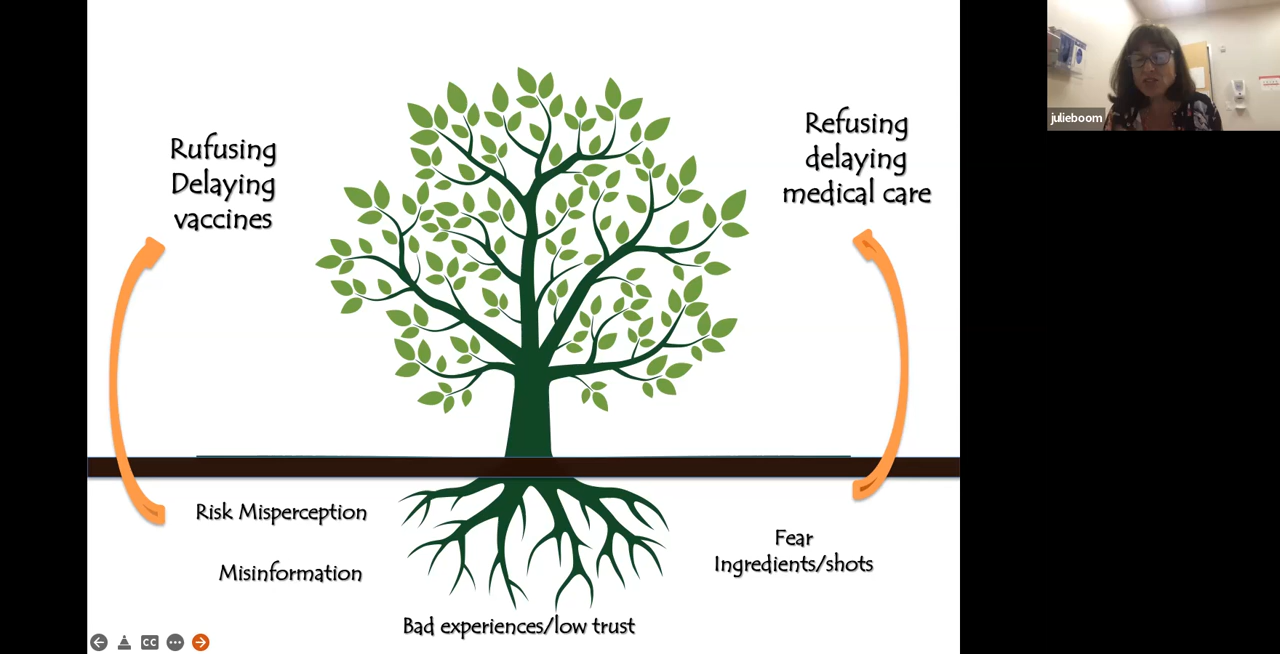 Rufusing
Delaying
vaccines
Refusing
delaying
medical care
julieboom
Risk Misperception
Misinformation
Fear
Ingredients/shots
Bad experiences/low trust
CC